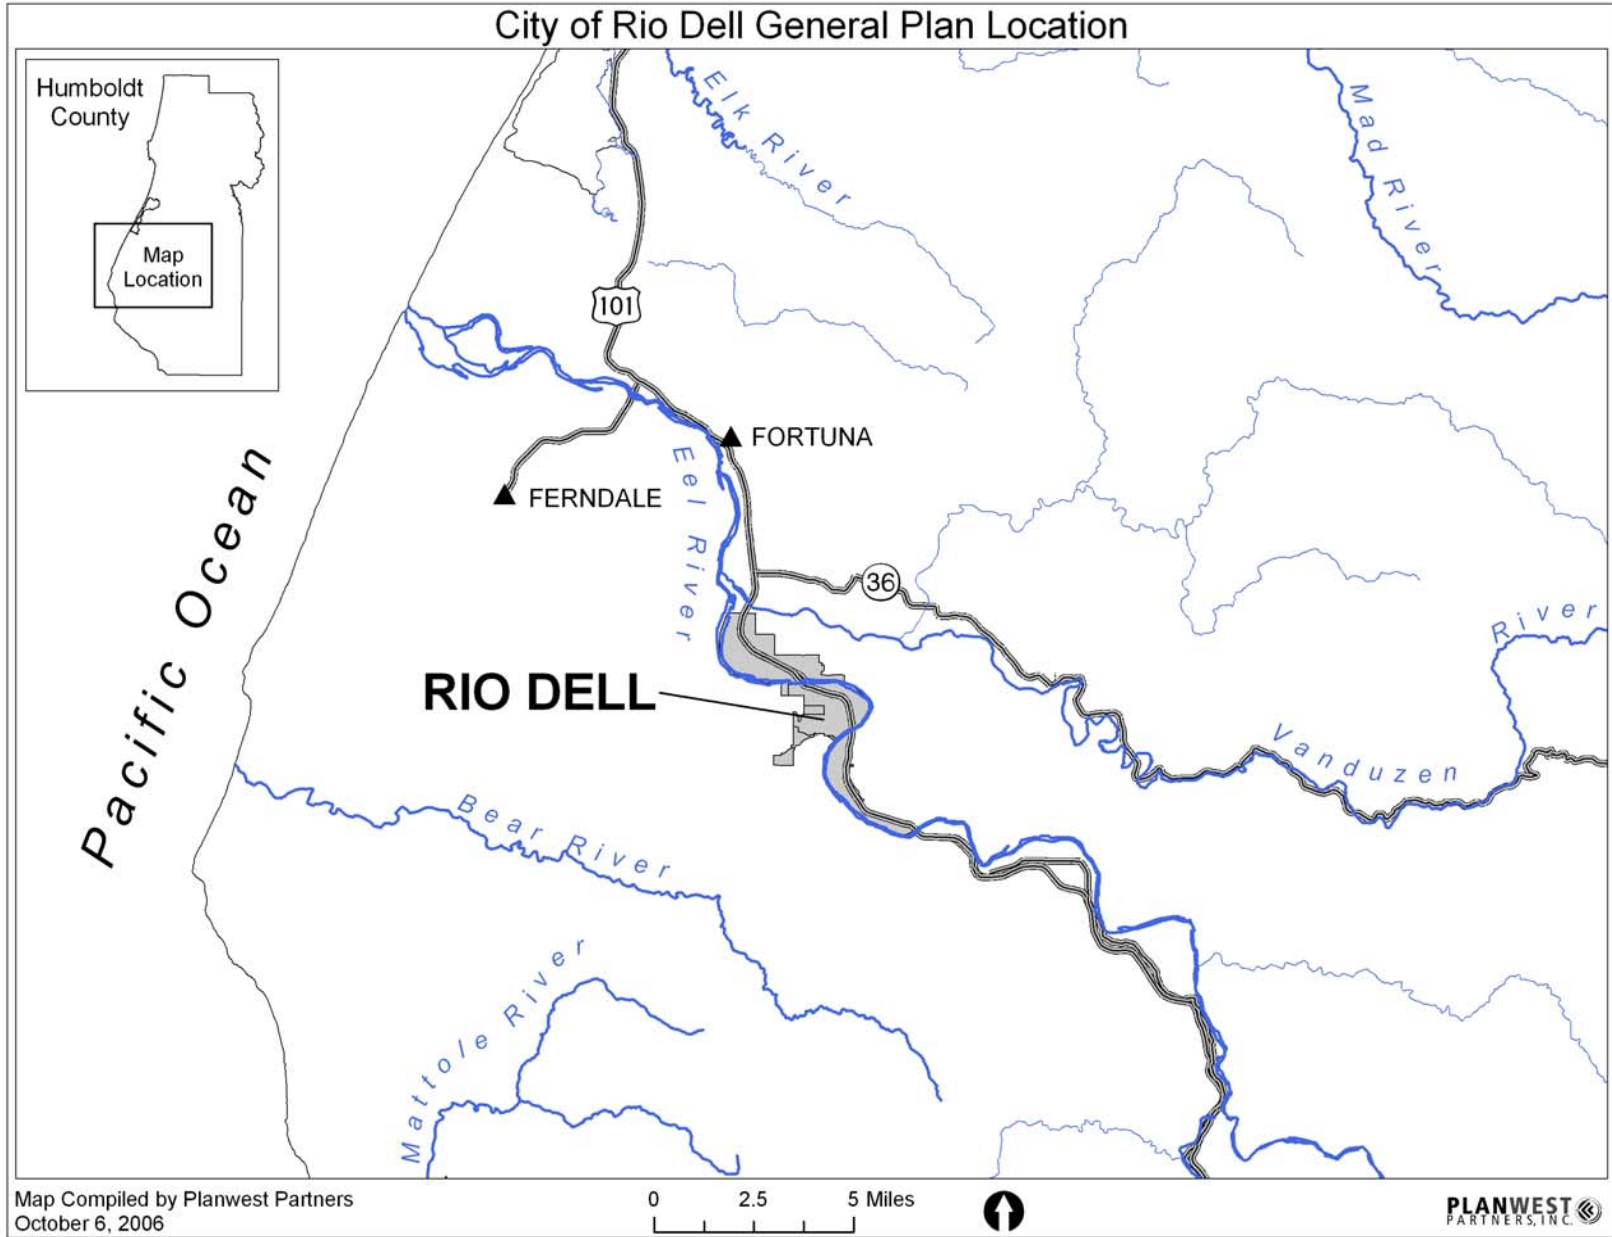 City of Rio Dell General Plan Location
Humboldt
County
Map
Location
Elk River
Mad River
101
FORTUNA
FERNDALE
Eel River
36
River
Pacific Ocean
RIO DELL
Vanduzen
Bear River
Mattole River
Map Compiled by Planwest Partners
October 6, 2006
0 2.5 5 Miles
PLANWEST
PARTNERS, INC.